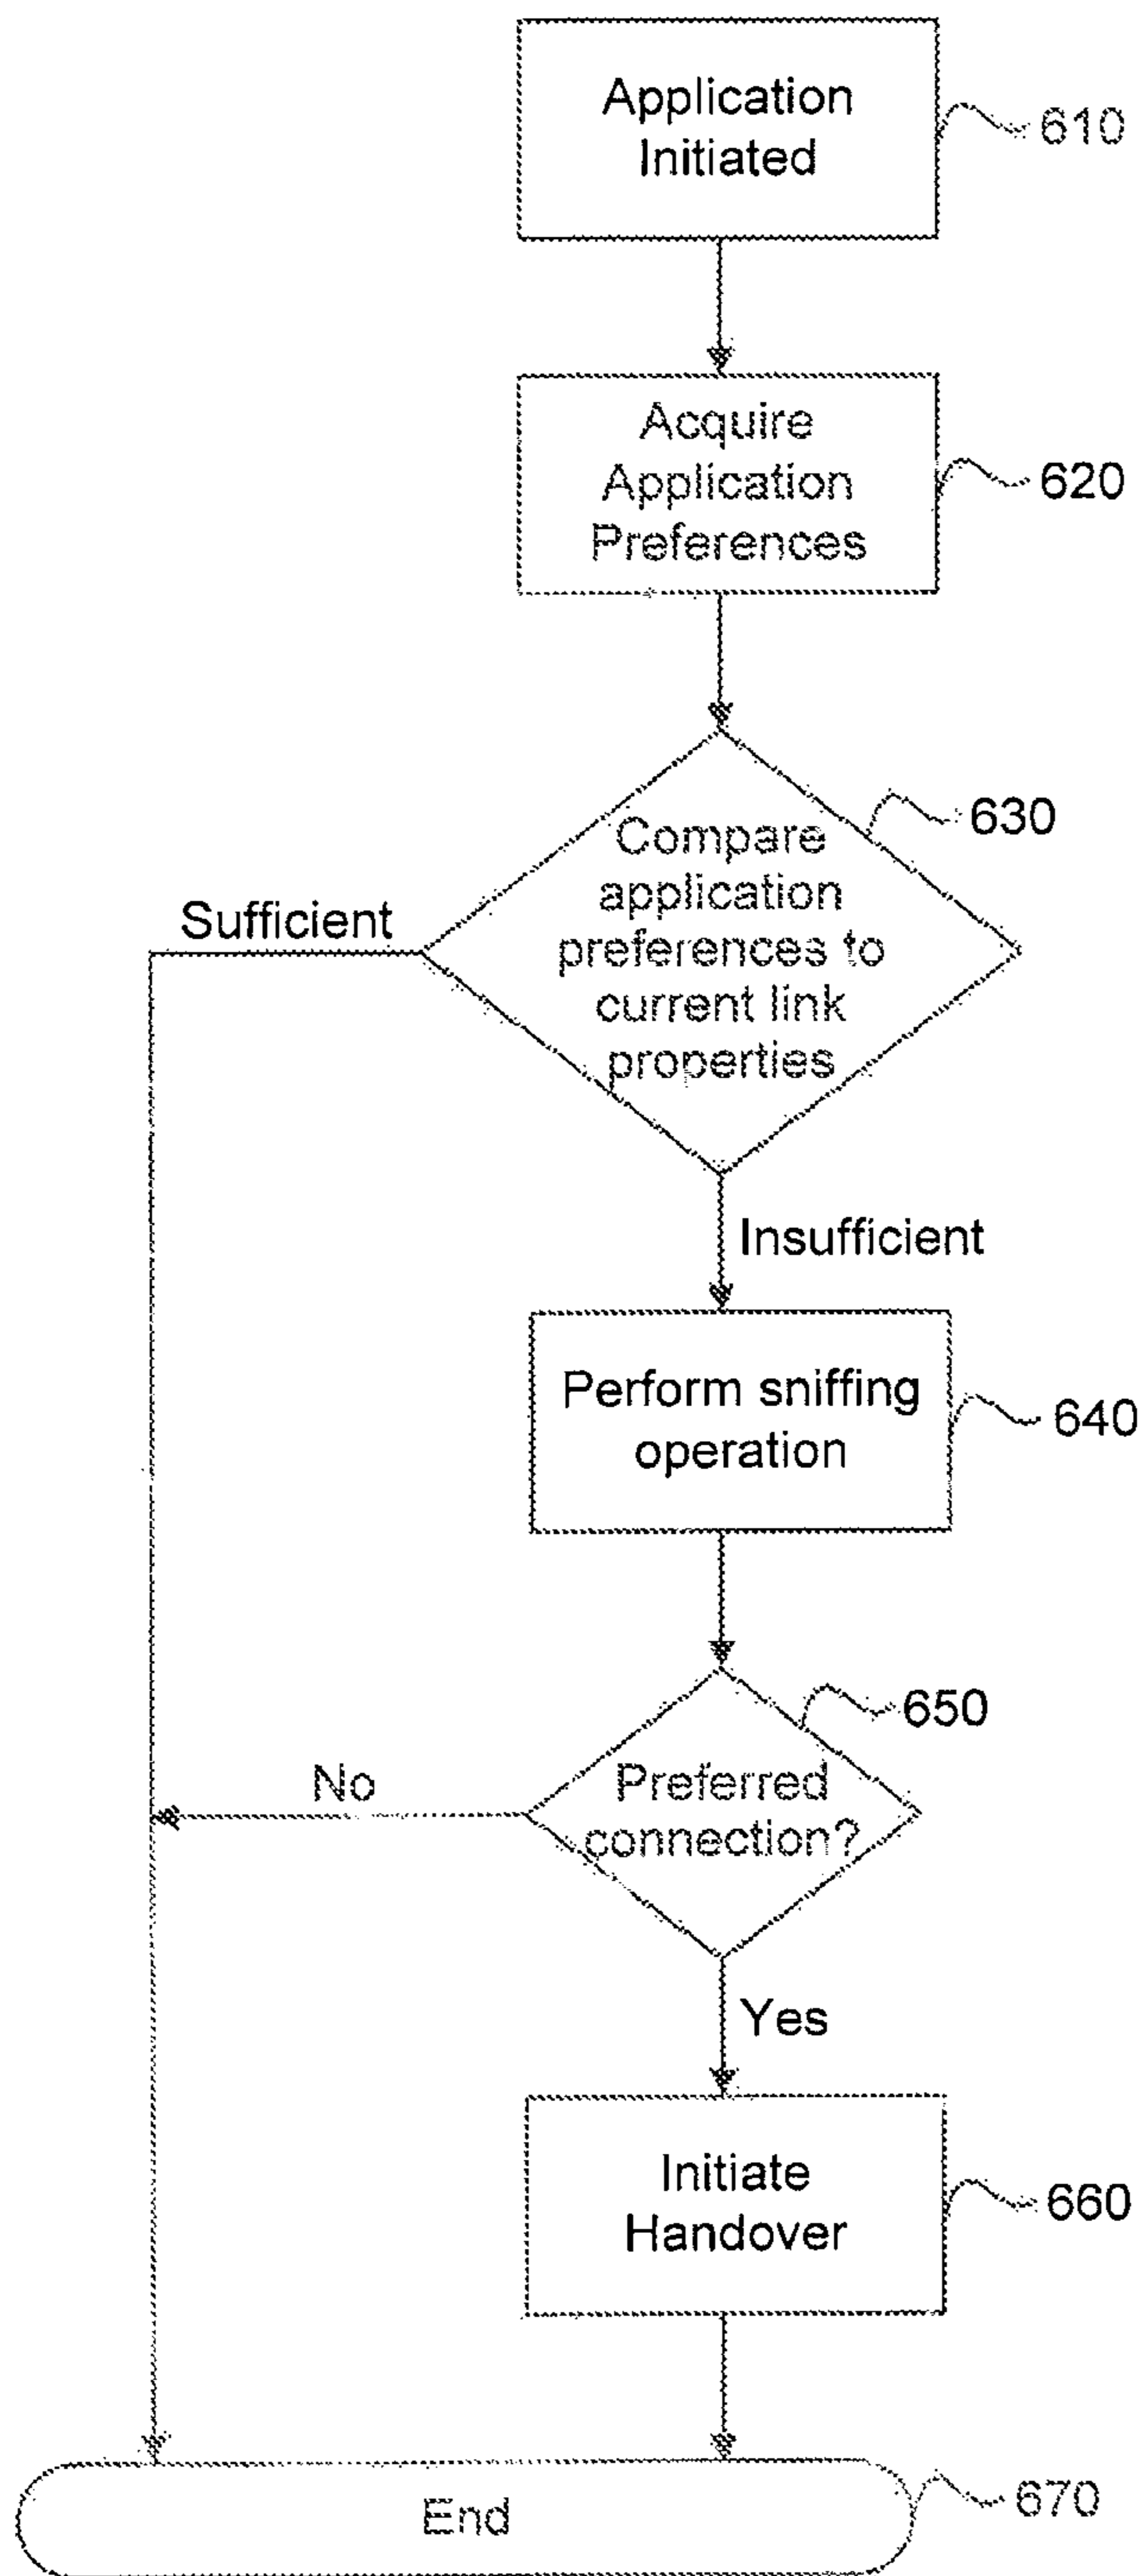 Application
Initiated
610
Acquire
Application
Preferences
620
630
Compare
application
preferences to
current link
properties
Sufficient
Insufficient
Perform sniffing
operation
640
650
Preferred
connection?
No
Yes
Initiate
Handover
660
End
670